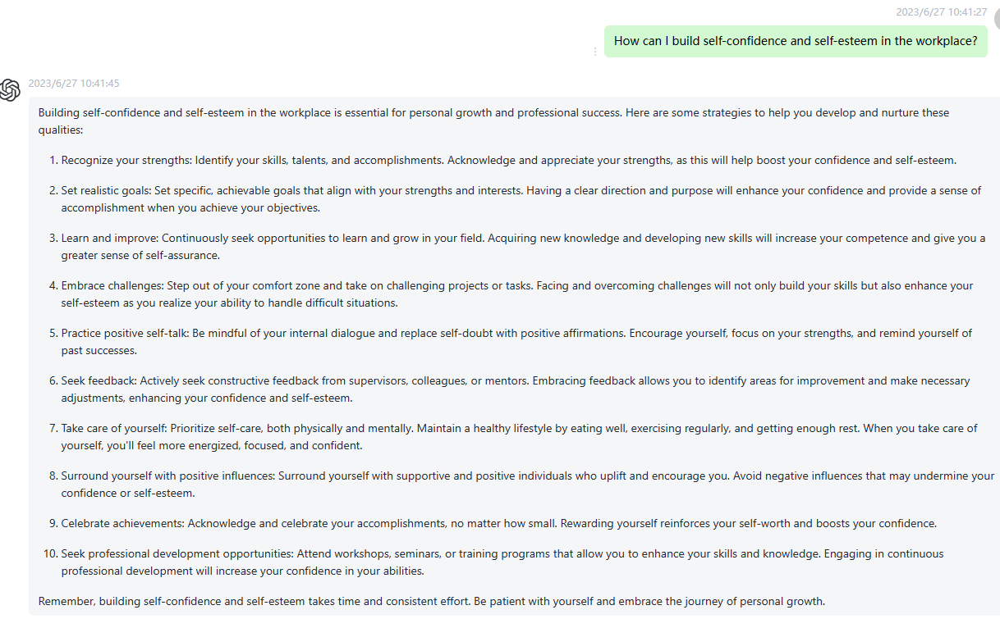 2023/6/27 10:41:27
How can I build self-confidence and self-esteem in the workplace?
2023/6/27 10:41:45
Building self-confidence and self-esteem in the workplace is essential for personal growth and professional success. Here are some strategies to help you develop and nurture these
qualities:
1. Recognize your strengths: Identify your skills, talents, and accomplishments. Acknowledge and appreciate your strengths, as this will help boost your confidence and self-esteem.
2. Set realistic goals: Set specific, achievable goals that align with your strengths and interests. Having a clear direction and purpose will enhance your confidence and provide a sense of
accomplishment when you achieve your objectives.
3. Learn and improve: Continuously seek opportunities to learn and grow in your field. Acquiring new knowledge and developing new skills will increase your competence and give you a
greater sense of self-assurance.
4. Embrace challenges: Step out of your comfort zone and take on challenging projects or tasks. Facing and overcoming challenges will not only build your skills but also enhance your
self-esteem as you realize your ability to handle difficult situations.
5. Practice positive self-talk: Be mindful of your internal dialogue and replace self-doubt with positive affirmations. Encourage yourself, focus on your strengths, and remind yourself of
past successes.
6. Seek feedback: Actively seek constructive feedback from supervisors, colleagues, or mentors. Embracing feedback allows you to identify areas for improvement and make necessary
adjustments, enhancing your confidence and self-esteem.
7. Take care of yourself: Prioritize self-care, both physically and mentally. Maintain a healthy lifestyle by eating well, exercising regularly, and getting enough rest. When you take care of
yourself, you'll feel more energized, focused, and confident.
8. Surround yourself with positive influences: Surround yourself with supportive and positive individuals who uplift and encourage you. Avoid negative influences that may undermine your
confidence or self-esteem.
9. Celebrate achievements: Acknowledge and celebrate your accomplishments, no matter how small. Rewarding yourself reinforces your self-worth and boosts your confidence.
10. Seek professional development opportunities: Attend workshops, seminars, or training programs that allow you to enhance your skills and knowledge. Engaging in continuous
professional development will increase your confidence in your abilities.
Remember, building self-confidence and self-esteem takes time and consistent effort. Be patient with yourself and embrace the journey of personal growth.